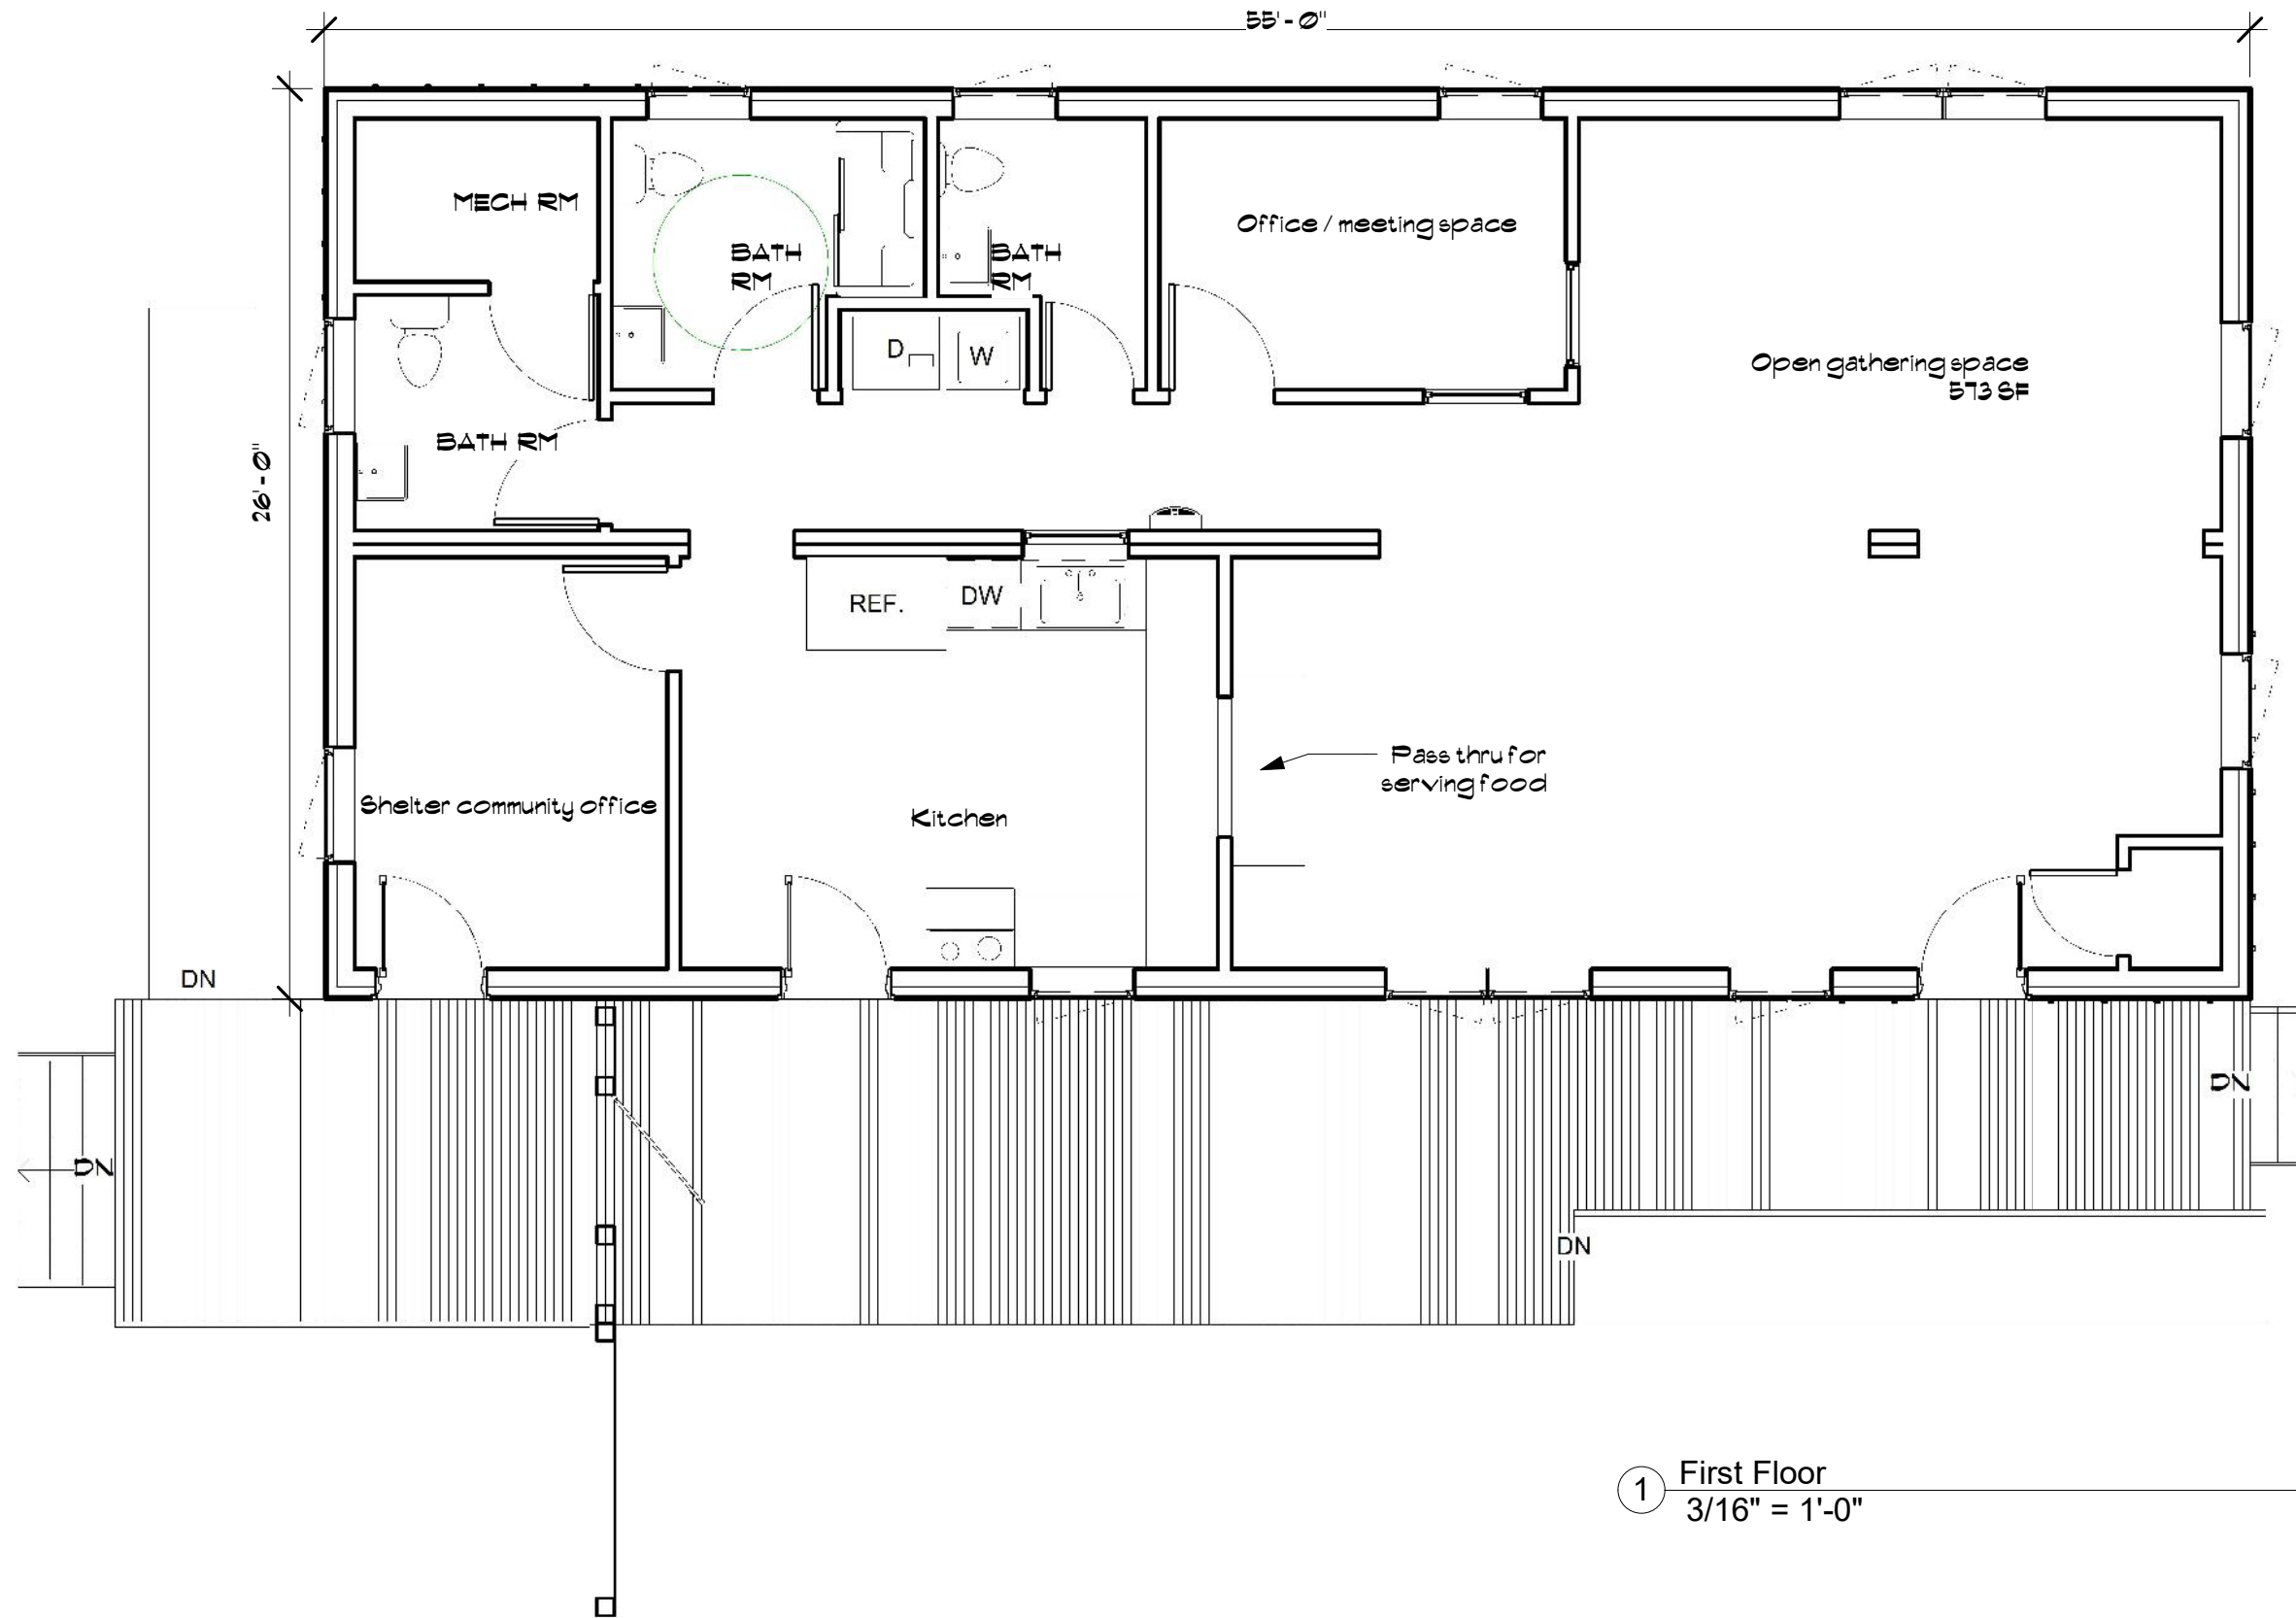 55'-0"
26'-0"
MECH RM
BATH
RM
BATH
RM
Office / meeting space
D
W
Open gathering space
573 SF
BATH RM
REF.
DW
Pass thru for
serving food
Shelter community office
Kitchen
DN
DN
DN
DN
1
First Floor
3/16" = 1'-0"